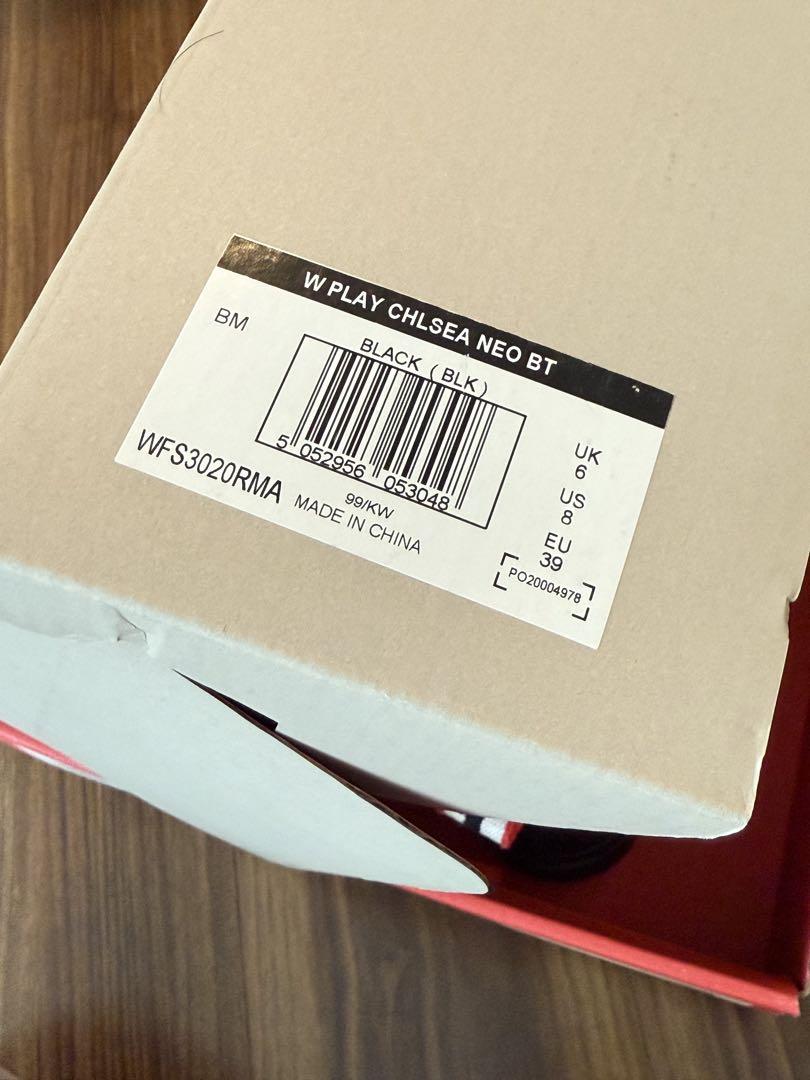 W PLAY CHLSEA NEO BT
BM
BLACK (BLK)
5 052956 053048
WFS3020RMA
99/KW
MADE IN CHINA
UK
6
US
8
EU
39
PO20004978